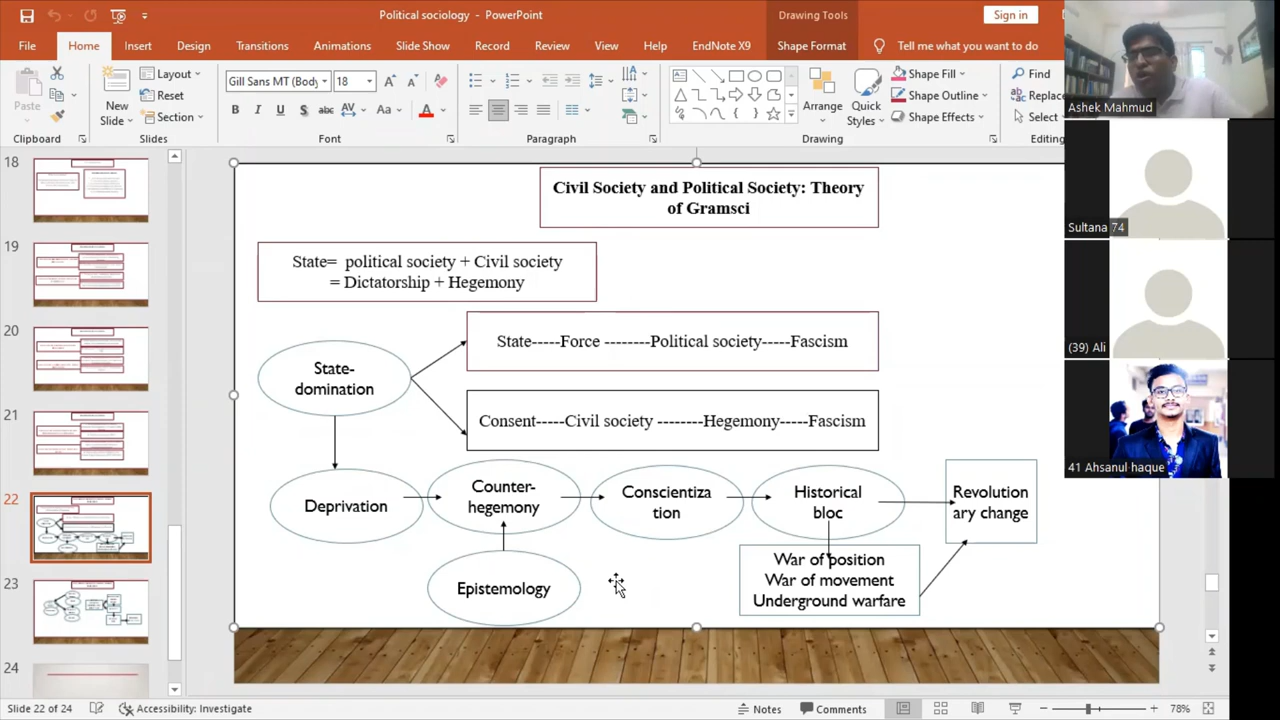 Political sociology - PowerPoint
Drawing Tools
Sign in
File
Home
Insert
Design
Transitions
Animations
Slide Show
Record
Review
View
Help
EndNote X9
Shape Format
Tell me what you want to do
Paste
Clipboard
New
Slide
Layout
Reset
Section
Slides
Gill Sans MT (Body
18
B I U S abc AV Aa A
Font
Paragraph
Arrange
Quick
Styles
Shape Fill
Shape Outline
Shape Effects
Drawing
Find
Replace
Select
Editing
Ashek Mahmud
Sultana 74
(39) Ali
41 Ahsanul haque
18
19
20
21
22
23
24
Civil Society and Political Society: Theory
of Gramsci
State= political society + Civil society
= Dictatorship + Hegemony
State-
domination
State-----Force --------Political society-----Fascism
Consent-----Civil society --------Hegemony-----Fascism
Deprivation
Counter-
hegemony
Conscientiza
tion
Historical
bloc
Revolution
ary change
Epistemology
War of position
War of movement
Underground warfare
Slide 22 of 24
Accessibility: Investigate
Notes
Comments
78%